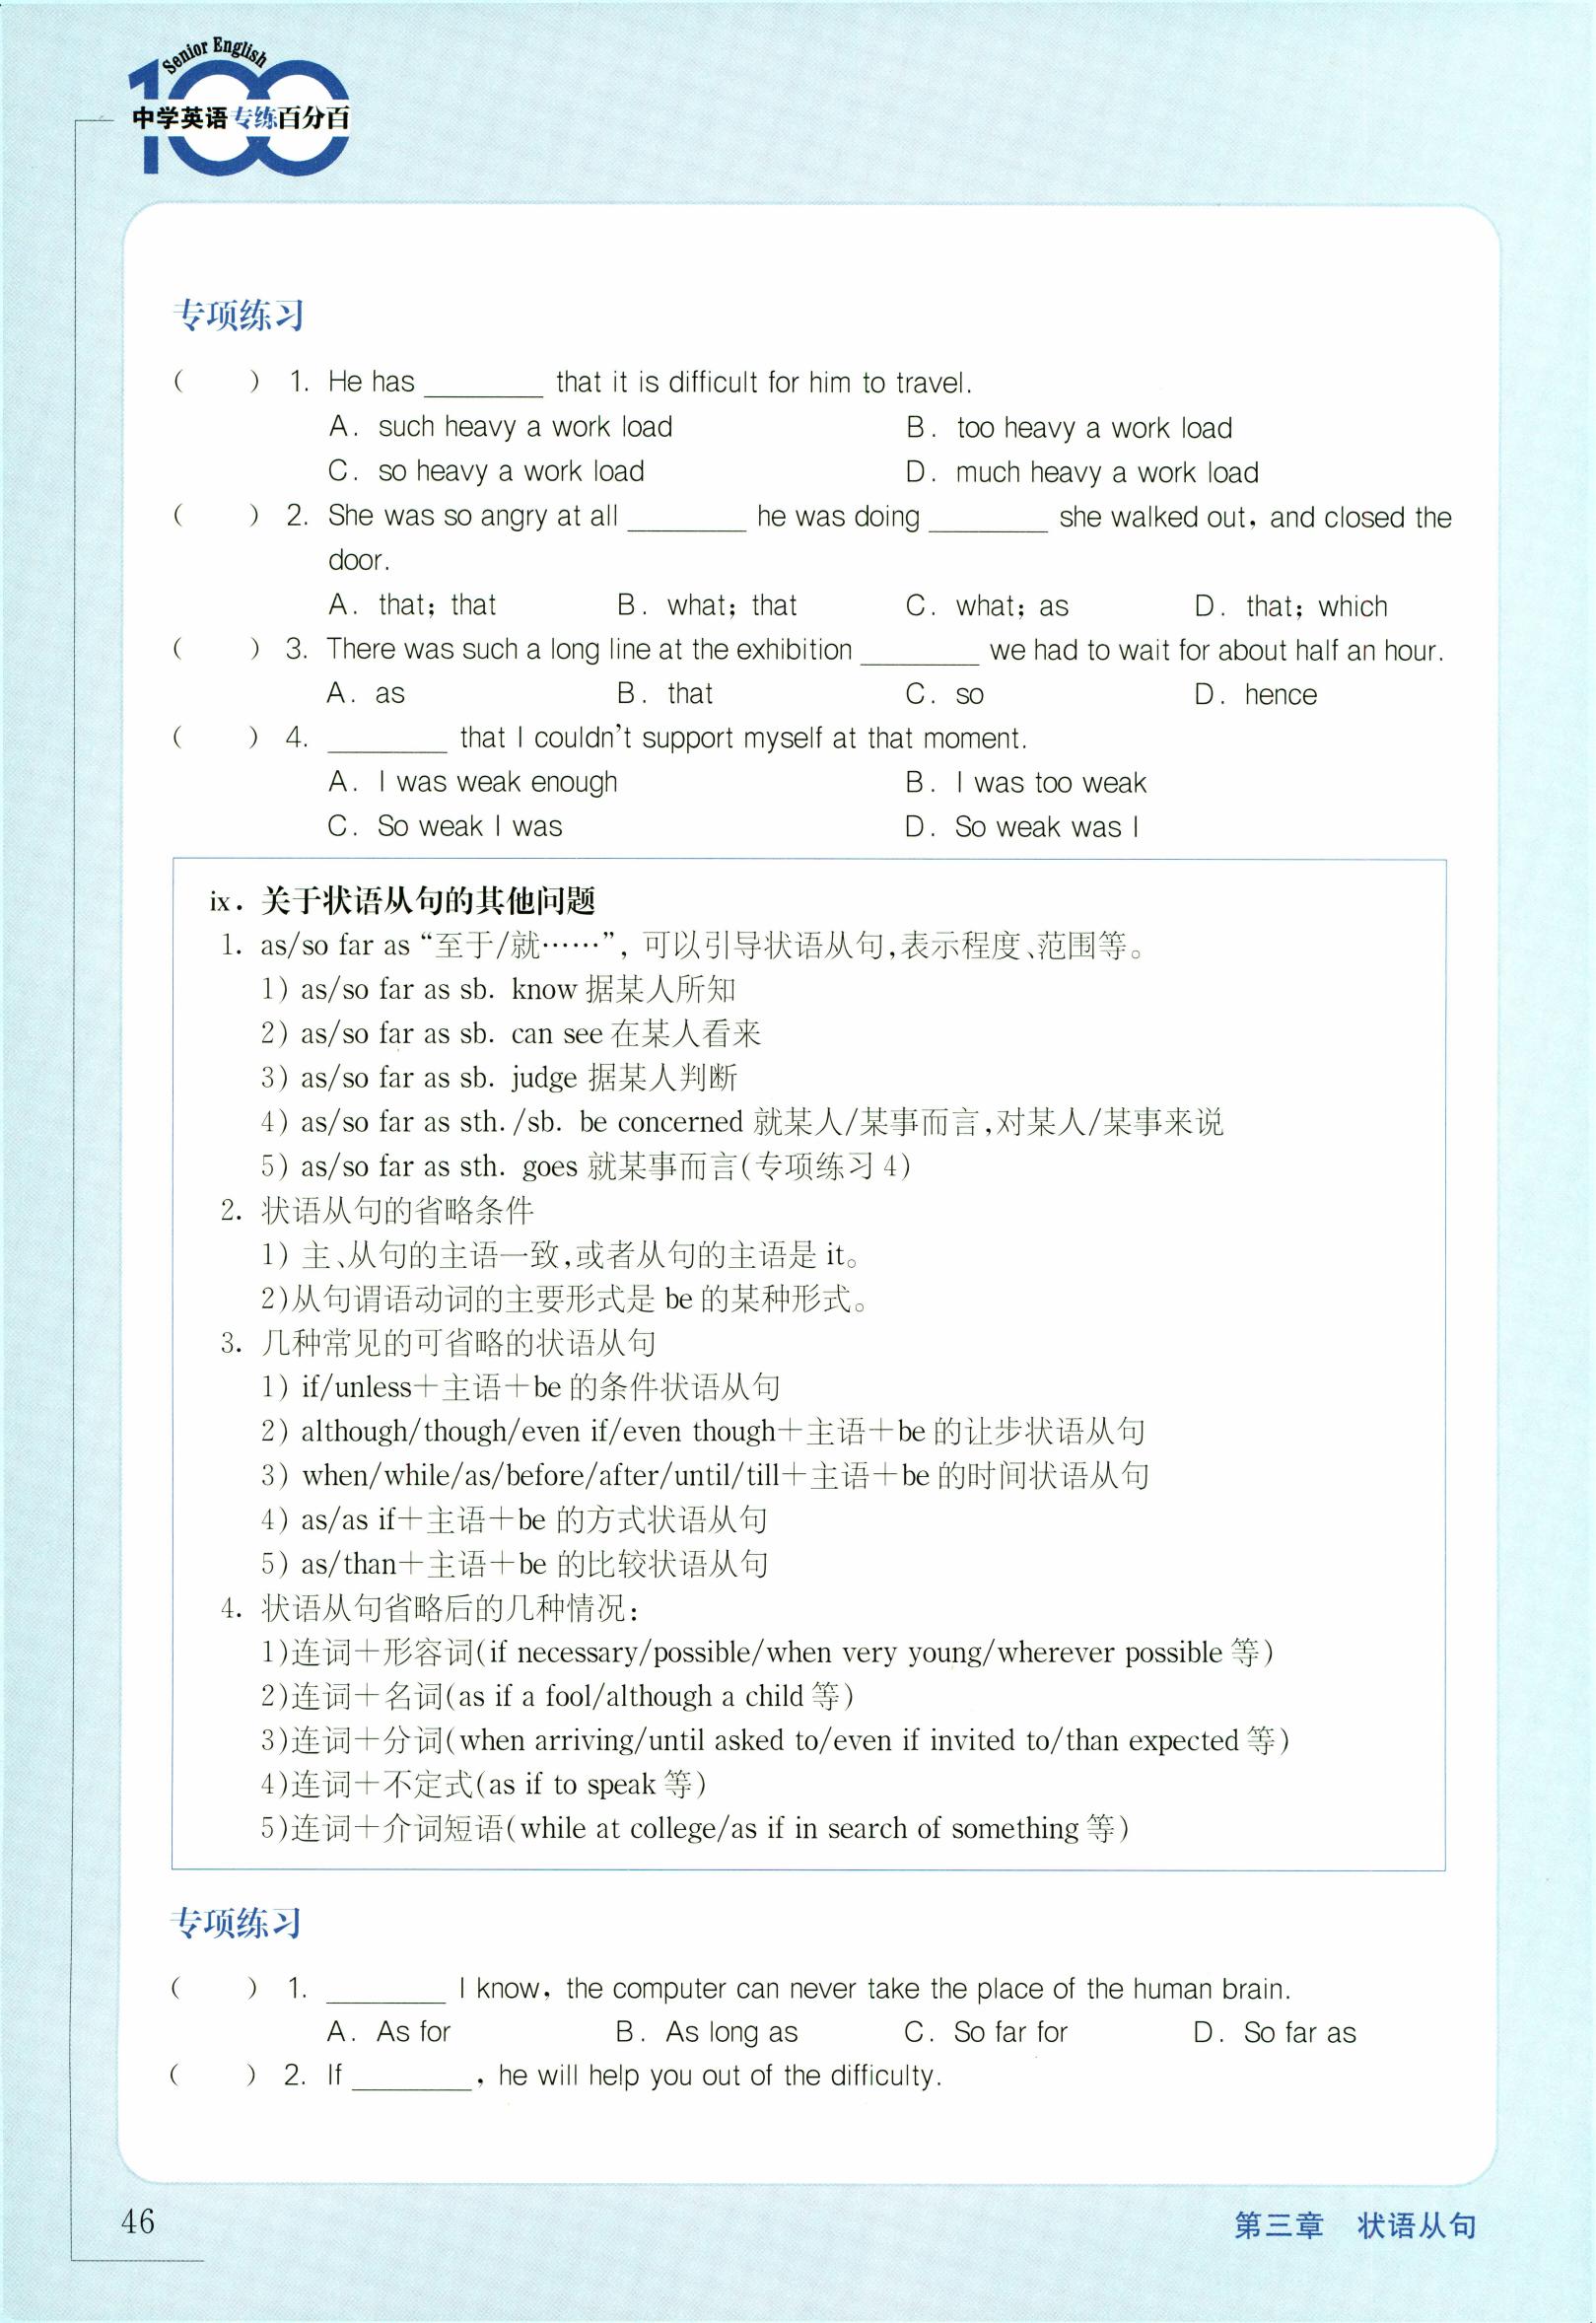 Senior English
100
中学英语专练百分百
专项练习
(　　) 1. He has ________ that it is difficult for him to travel.
A. such heavy a work load　　B. too heavy a work load
C. so heavy a work load　　D. much heavy a work load
(　　) 2. She was so angry at all ________ he was doing ________ she walked out, and closed the
door.
A. that; that　　B. what; that　　C. what; as　　D. that; which
(　　) 3. There was such a long line at the exhibition ________ we had to wait for about half an hour.
A. as　　B. that　　C. so　　D. hence
(　　) 4. ________ that I couldn't support myself at that moment.
A. I was weak enough　　B. I was too weak
C. So weak I was　　D. So weak was I
ix. 关于状语从句的其他问题
1. as/so far as “至于/就……”, 可以引导状语从句,表示程度、范围等。
1) as/so far as sb. know 据某人所知
2) as/so far as sb. can see 在某人看来
3) as/so far as sb. judge 据某人判断
4) as/so far as sth./sb. be concerned 就某人/某事而言,对某人/某事来说
5) as/so far as sth. goes 就某事而言(专项练习4)
2. 状语从句的省略条件
1) 主、从句的主语一致,或者从句的主语是 it。
2)从句谓语动词的主要形式是 be 的某种形式。
3. 几种常见的可省略的状语从句
1) if/unless+主语+be 的条件状语从句
2) although/though/even if/even though+主语+be 的让步状语从句
3) when/while/as/before/after/until/till+主语+be 的时间状语从句
4) as/as if+主语+be 的方式状语从句
5) as/than+主语+be 的比较状语从句
4. 状语从句省略后的几种情况:
1)连词+形容词(if necessary/possible/when very young/wherever possible 等)
2)连词+名词(as if a fool/although a child 等)
3)连词+分词(when arriving/until asked to/even if invited to/than expected 等)
4)连词+不定式(as if to speak 等)
5)连词+介词短语(while at college/as if in search of something 等)
专项练习
(　　) 1. ________ I know, the computer can never take the place of the human brain.
A. As for　　B. As long as　　C. So far for　　D. So far as
(　　) 2. If ________, he will help you out of the difficulty.
46　　第三章　状语从句